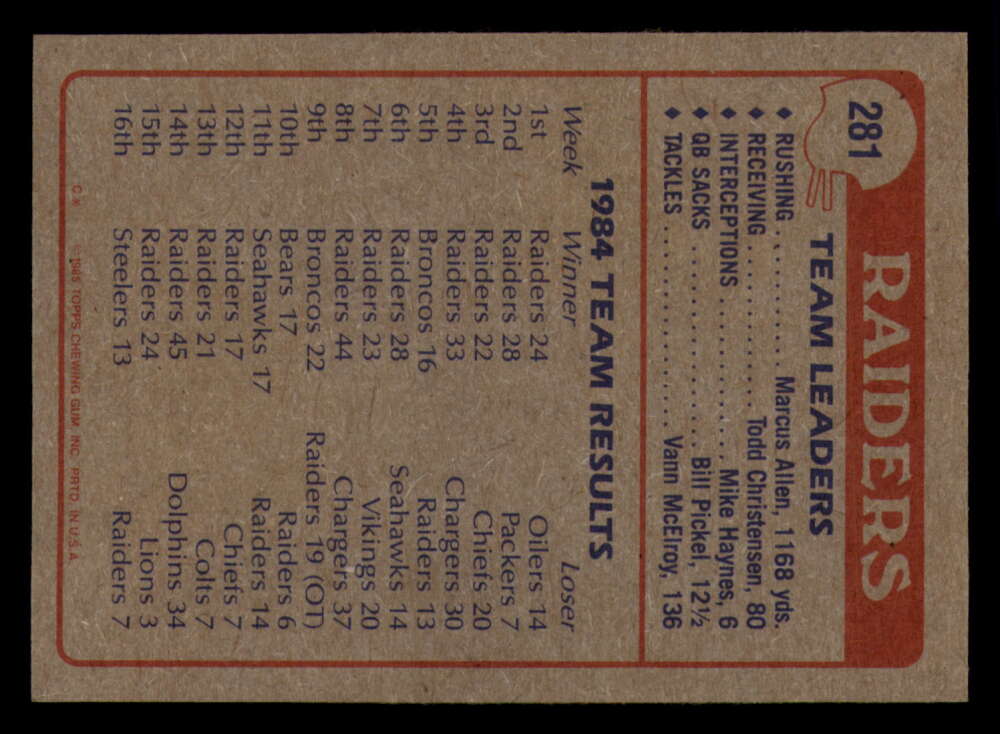 281
RAIDERS
TEAM LEADERS
♦ RUSHING ........ Marcus Allen, 1168 yds.
♦ RECEIVING .......... Todd Christensen, 80
♦ INTERCEPTIONS ......... Mike Haynes, 6
♦ QB SACKS ............. Bill Pickel, 12½
♦ TACKLES ............. Vann McElroy, 136
1984 TEAM RESULTS
Week Winner Loser
1st Raiders 24 Oilers 14
2nd Raiders 28 Packers 7
3rd Raiders 22 Chiefs 20
4th Raiders 33 Chargers 30
5th Broncos 16 Raiders 13
6th Raiders 28 Seahawks 14
7th Raiders 23 Vikings 20
8th Raiders 44 Chargers 37
9th Broncos 22 Raiders 19 (OT)
10th Bears 17 Raiders 6
11th Seahawks 17 Raiders 14
12th Raiders 17 Chiefs 7
13th Raiders 21 Colts 7
14th Raiders 45 Dolphins 34
15th Raiders 24 Lions 3
16th Steelers 13 Raiders 7
©1985 TOPPS CHEWING GUM, INC. PRTD. IN U.S.A.